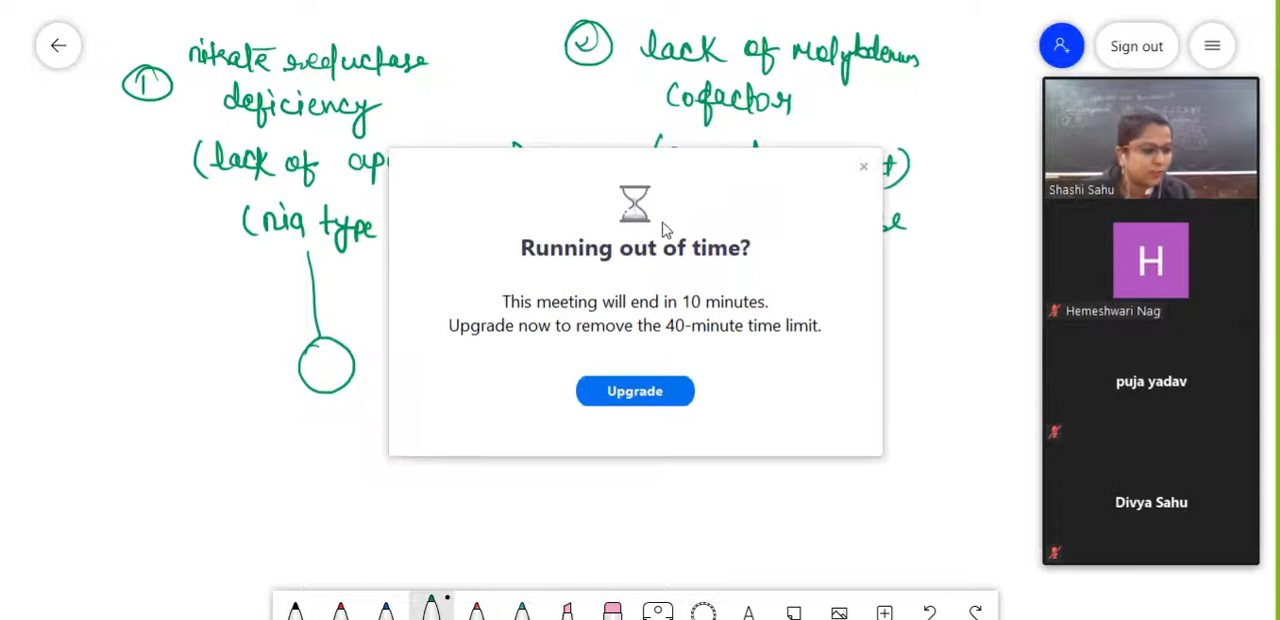 ① nitrate reductase
deficiency
(lack of ap
(nia type
② lack of Molybdenum
cofactor
Running out of time?
This meeting will end in 10 minutes.
Upgrade now to remove the 40-minute time limit.
Upgrade
Sign out
Shashi Sahu
H
Hemeshwari Nag
puja yadav
Divya Sahu
A